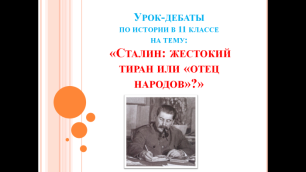 Урок-дебаты
по истории в 11 классе
на тему:
«Сталин: жестокий
тиран или «отец
народов»?»